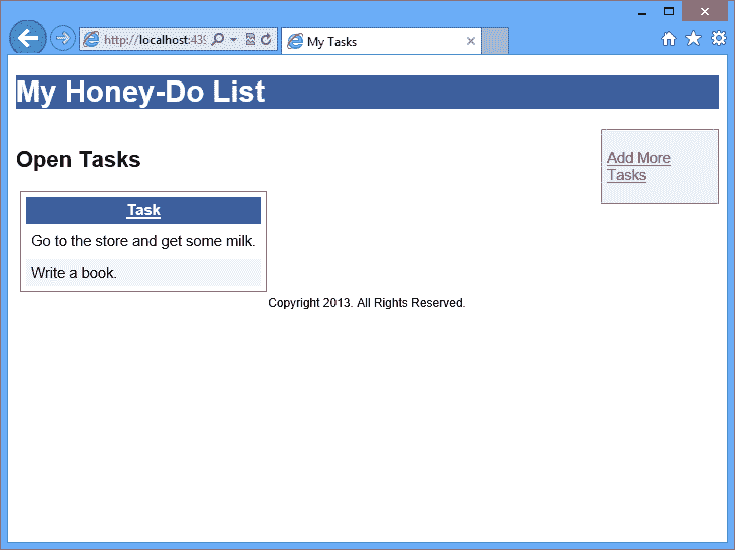 http://localhost:439
My Tasks
My Honey-Do List
Add More
Tasks
Open Tasks
Task
Go to the store and get some milk.
Write a book.
Copyright 2013. All Rights Reserved.